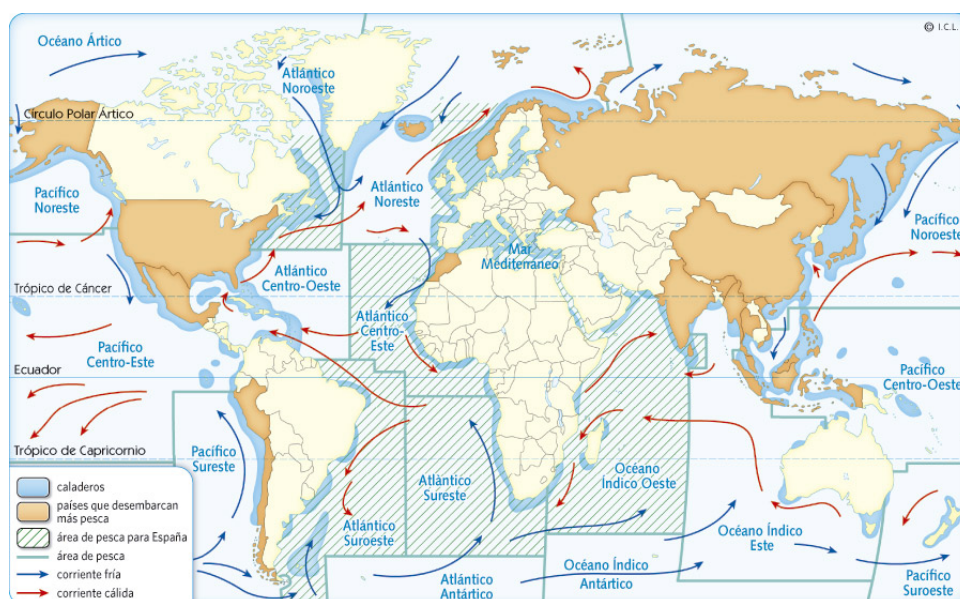 © I.C.L.
Océano Ártico
Atlántico
Noroeste
Círculo Polar Ártico
Pacífico
Noreste
Atlántico
Noreste
Pacífico
Noroeste
Mar
Mediterráneo
Trópico de Cáncer
Atlántico
Centro-Oeste
Atlántico
Centro-
Este
Pacífico
Centro-Este
Ecuador
Pacífico
Centro-Oeste
Trópico de Capricornio
Pacífico
Sureste
Atlántico
Sureste
Océano
Índico Oeste
Atlántico
Suroeste
Océano Índico
Este
Océano Índico
Antártico
Atlántico
Antártico
Pacífico
Suroeste
caladeros
países que desembarcan
más pesca
área de pesca para España
área de pesca
corriente fría
corriente cálida